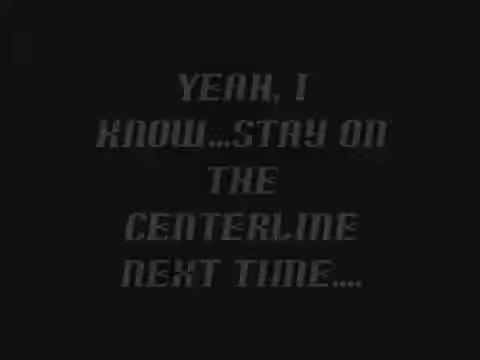 YEAH, I
KNOW...STAY ON
THE
CENTERLINE
NEXT TIME....